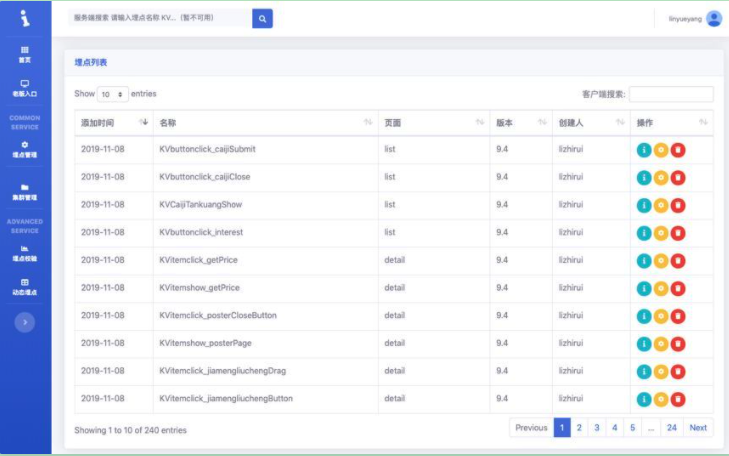 服务端搜索 请输入埋点名称 KV... (暂不可用)
linyueyang
首页
老板入口
COMMON
SERVICE
埋点管理
集群管理
ADVANCED
SERVICE
埋点校验
动态埋点
埋点列表
Show 10 entries
客户端搜索:
添加时间 名称 页面 版本 创建人 操作
2019-11-08 KVbuttonclick_caijiSubmit list 9.4 lizhirui
2019-11-08 KVbuttonclick_caijiClose list 9.4 lizhirui
2019-11-08 KVCaijiTankuangShow list 9.4 lizhirui
2019-11-08 KVbuttonclick_interest list 9.4 lizhirui
2019-11-08 KVitemclick_getPrice detail 9.4 lizhirui
2019-11-08 KVitemshow_getPrice detail 9.4 lizhirui
2019-11-08 KVitemclick_posterCloseButton detail 9.4 lizhirui
2019-11-08 KVitemshow_posterPage detail 9.4 lizhirui
2019-11-08 KVitemclick_jiamengliuchengDrag detail 9.4 lizhirui
2019-11-08 KVitemclick_jiamengliuchengButton detail 9.4 lizhirui
Showing 1 to 10 of 240 entries
Previous 1 2 3 4 5 ... 24 Next